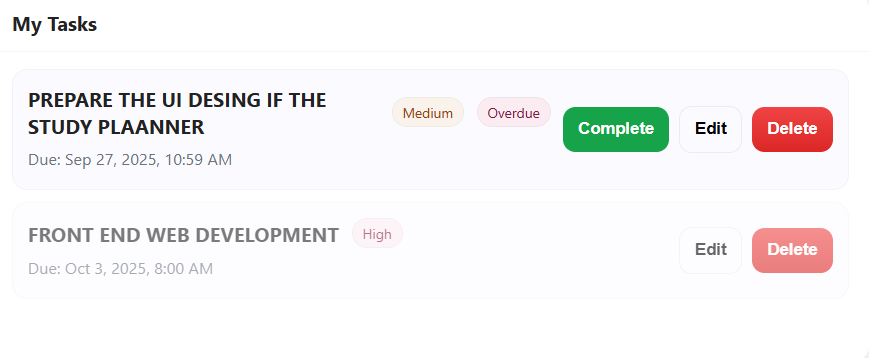 My Tasks
PREPARE THE UI DESING IF THE
STUDY PLAANNER
Medium
Overdue
Complete
Edit
Delete
Due: Sep 27, 2025, 10:59 AM
FRONT END WEB DEVELOPMENT
High
Edit
Delete
Due: Oct 3, 2025, 8:00 AM